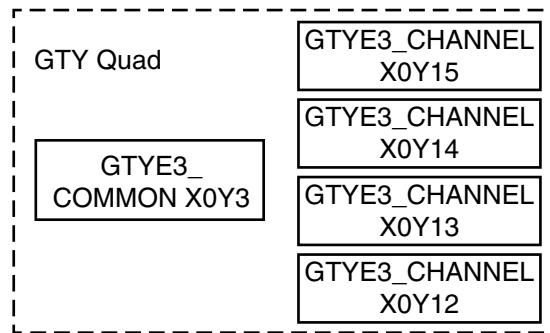 GTY Quad
GTYE3_
COMMON X0Y3
GTYE3_CHANNEL
X0Y15
GTYE3_CHANNEL
X0Y14
GTYE3_CHANNEL
X0Y13
GTYE3_CHANNEL
X0Y12